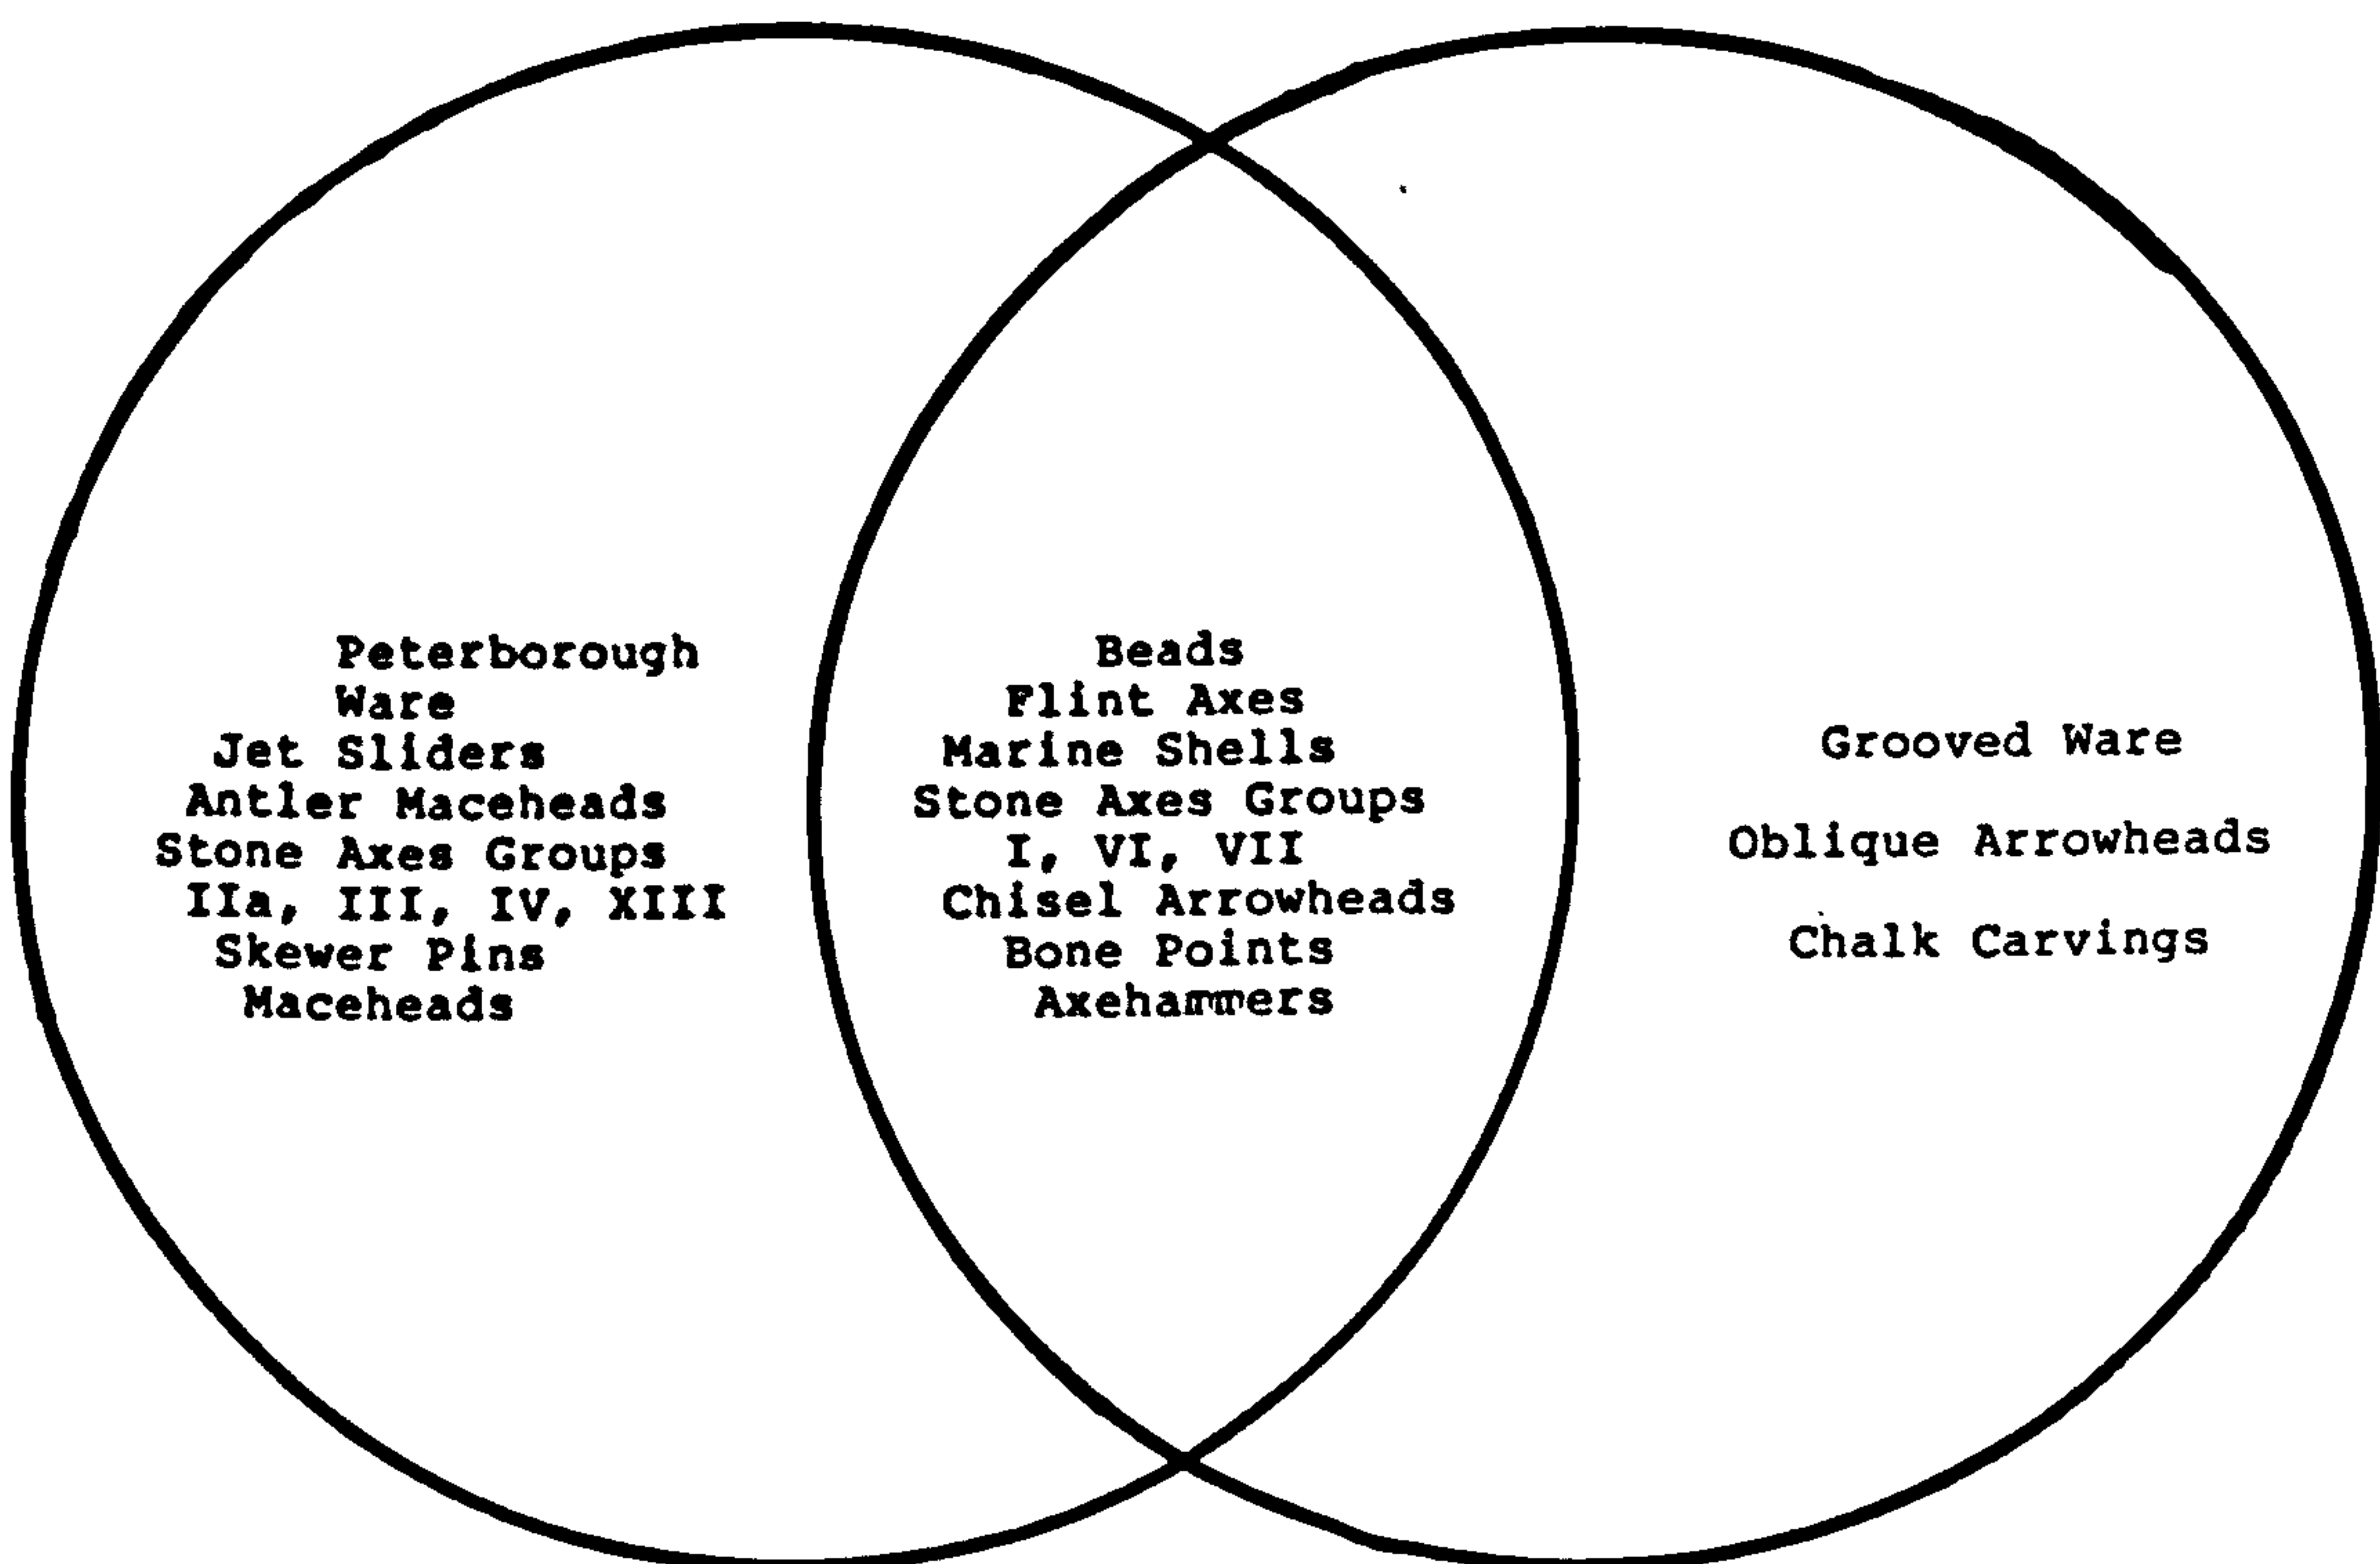 Peterborough
Ware
Jet Sliders
Antler Maceheads
Stone Axes Groups
IIa, III, IV, XIII
Skewer Pins
Maceheads
Beads
Flint Axes
Marine Shells
Stone Axes Groups
I, VI, VII
Chisel Arrowheads
Bone Points
Axehammers
Grooved Ware
Oblique Arrowheads
Chalk Carvings